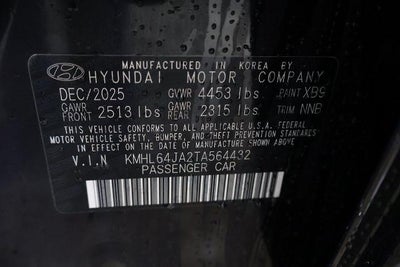 MANUFACTURED IN KOREA BY
HYUNDAI MOTOR COMPANY
DEC/2025 GVWR 4453 lbs PAINT XB9
GAWR FRONT 2513 lbs GAWR REAR 2315 lbs TRIM NNB
THIS VEHICLE CONFORMS TO ALL APPLICABLE U.S.A. FEDERAL
MOTOR VEHICLE SAFETY, BUMPER, AND THEFT PREVENTION STANDARDS
IN EFFECT ON THE DATE OF MANUFACTURE SHOWN ABOVE.
V.I.N KMHL64JA2TA564432
PASSENGER CAR